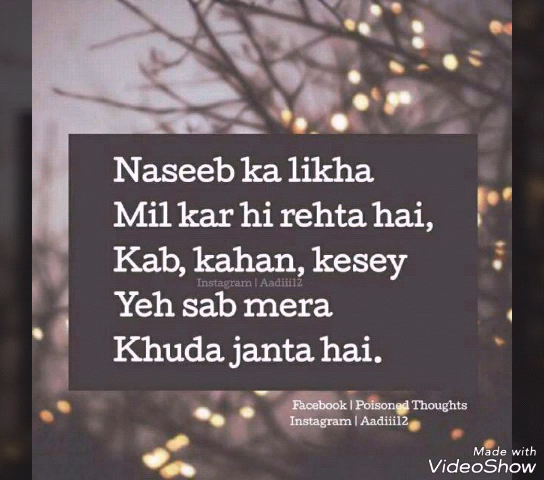 Naseeb ka likha
Mil kar hi rehta hai,
Kab, kahan, kesey
Instagram | Aadiii12
Yeh sab mera
Khuda janta hai.
Facebook | Poisoned Thoughts
Instagram | Aadiii12
Made with
VideoShow